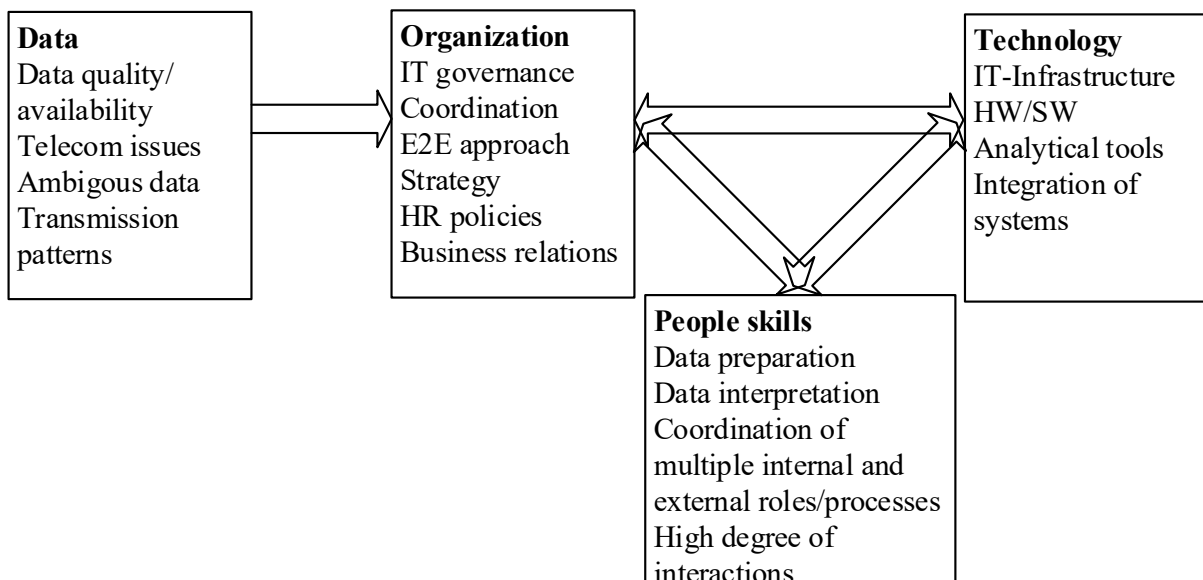 Data
Data quality/
availability
Telecom issues
Ambigous data
Transmission
patterns
Organization
IT governance
Coordination
E2E approach
Strategy
HR policies
Business relations
Technology
IT-Infrastructure
HW/SW
Analytical tools
Integration of
systems
People skills
Data preparation
Data interpretation
Coordination of
multiple internal and
external roles/processes
High degree of
interactions